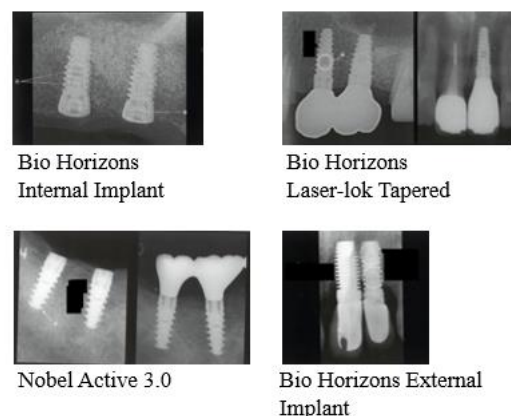 Bio Horizons
Internal Implant
Bio Horizons
Laser-lok Tapered
Nobel Active 3.0
Bio Horizons External
Implant